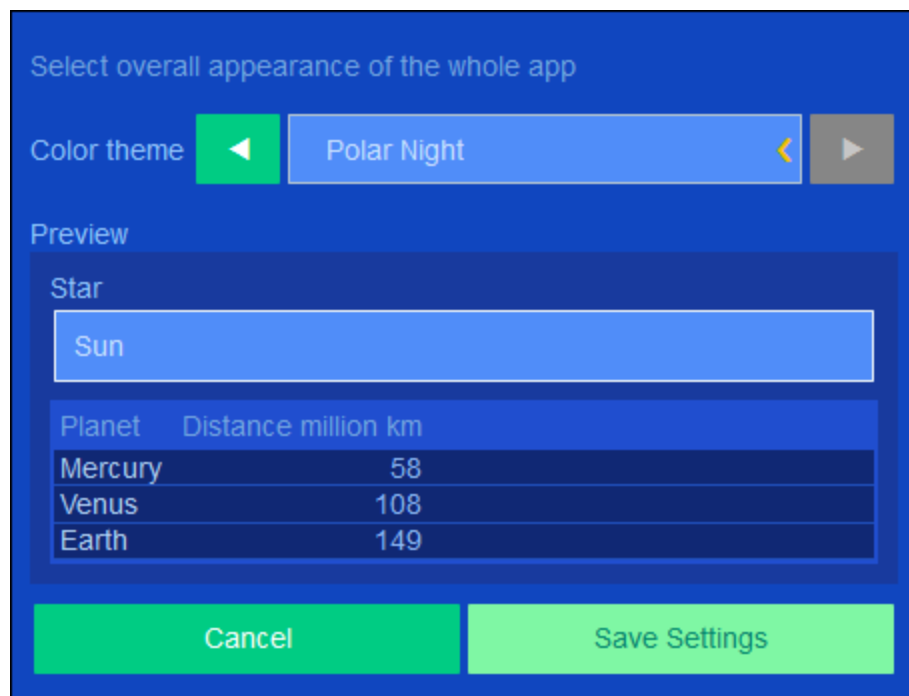 Select overall appearance of the whole app
Color theme ◀ Polar Night ❮ ▶
Preview
Star
Sun
Planet Distance million km
Mercury 58
Venus 108
Earth 149
Cancel Save Settings